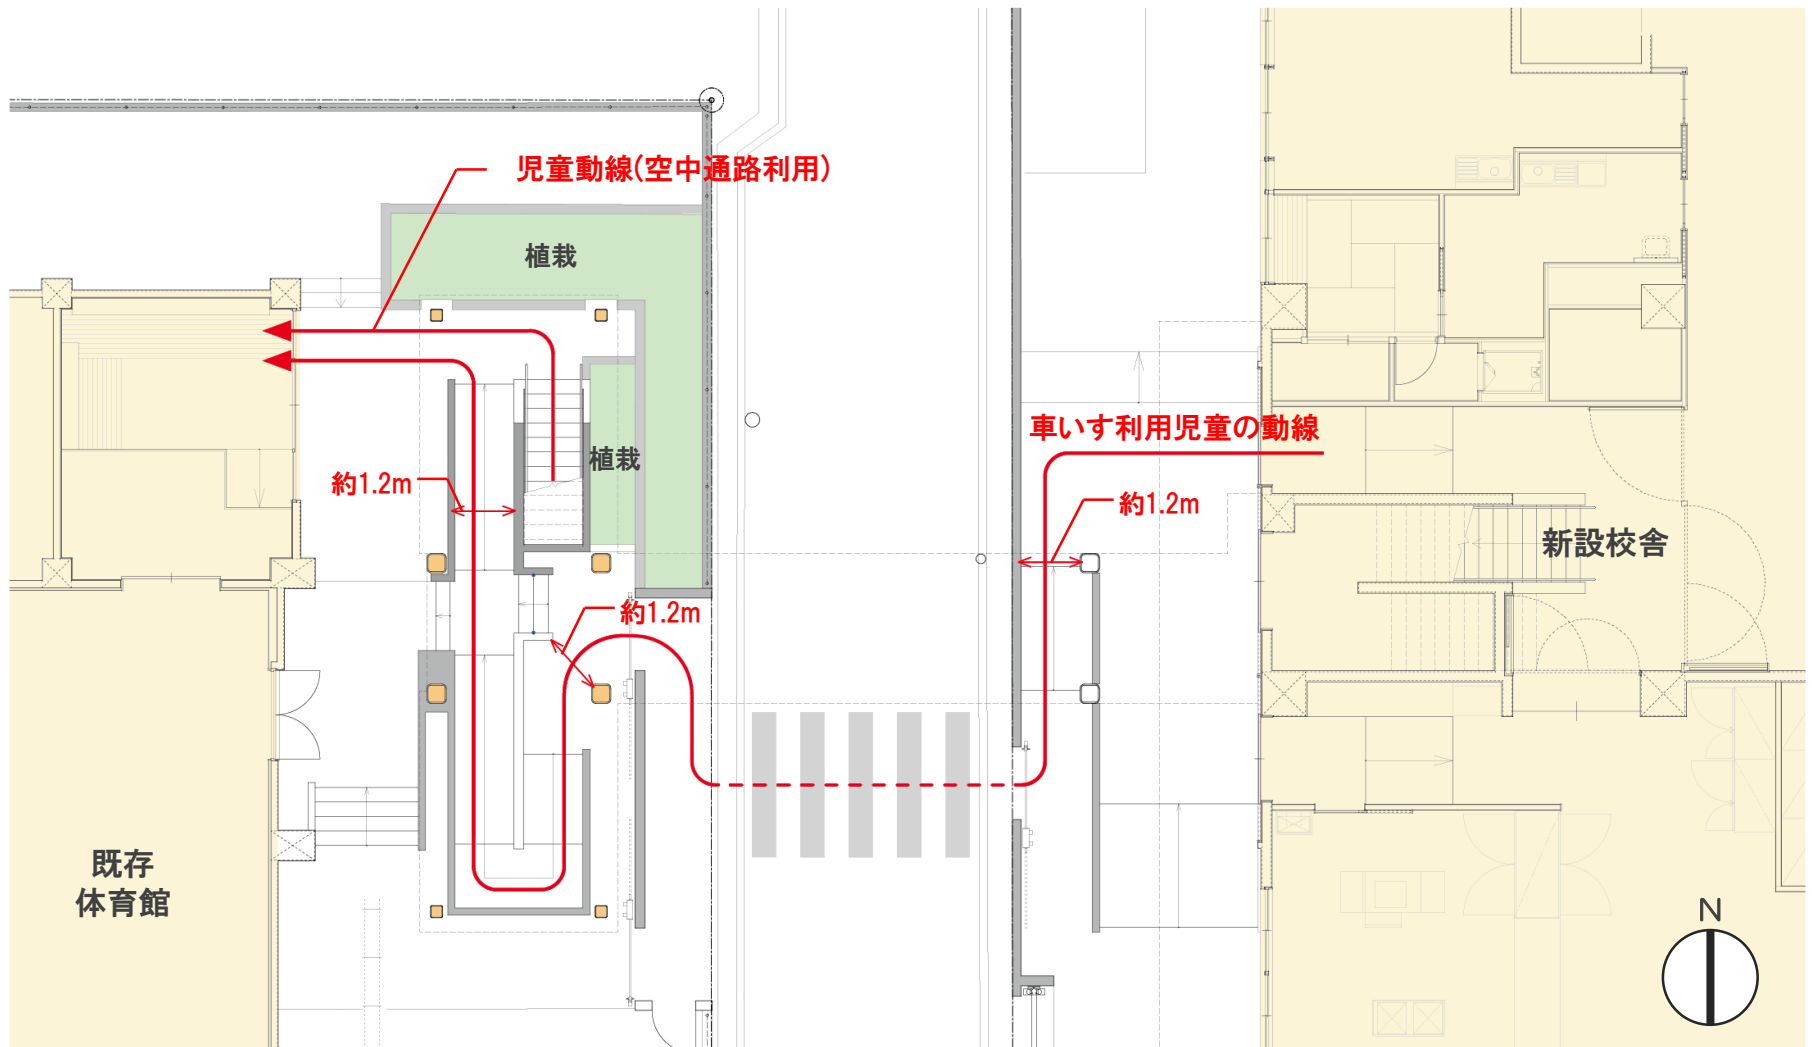 児童動線(空中通路利用)
植栽
車いす利用児童の動線
植栽
約1.2m
約1.2m
新設校舎
約1.2m
既存
体育館
N